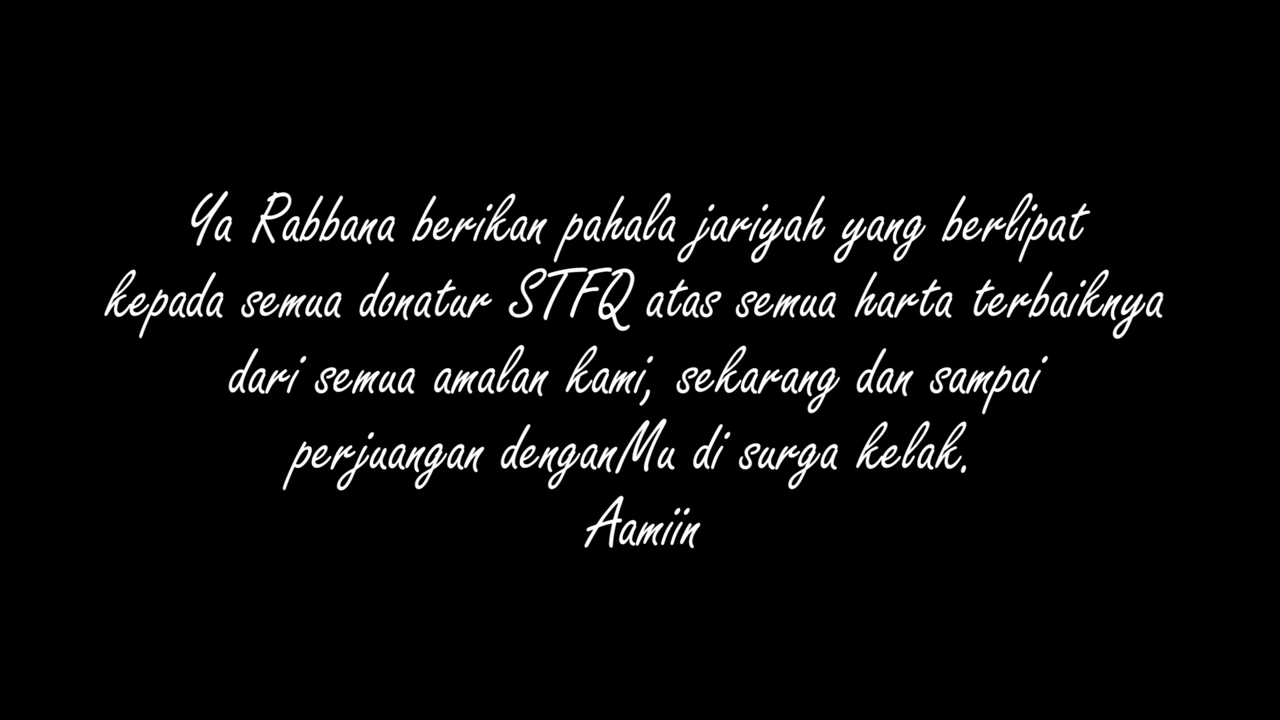 Ya Rabbana berikan pahala jariyah yang berlipat
kepada semua donatur STFQ atas semua harta terbaiknya
dari semua amalan kami, sekarang dan sampai
perjuangan denganMu di surga kelak.
Aamiin